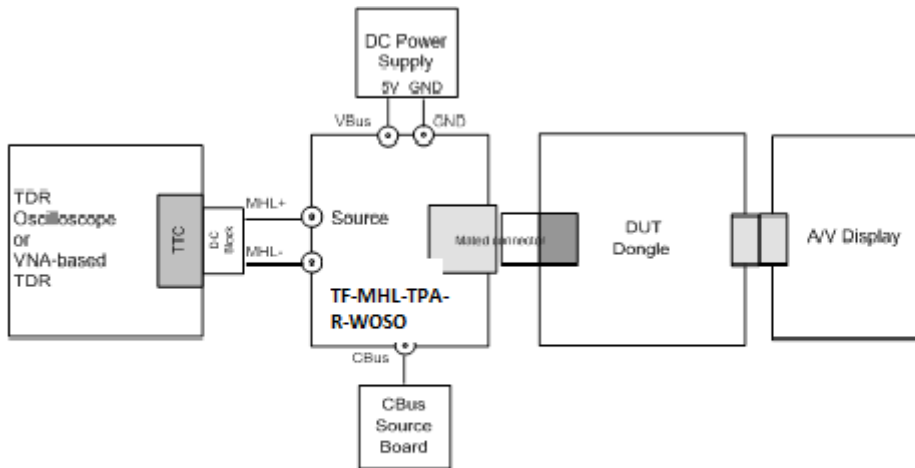 DC Power
Supply
5V GND
VBus
GND
TDR
Oscilloscope
or
VNA-based
TDR
TTC
D-C
Block
MHL+
MHL-
Source
Mated connector
TF-MHL-TPA-
R-WOSO
DUT
Dongle
A/V Display
CBus
CBus
Source
Board